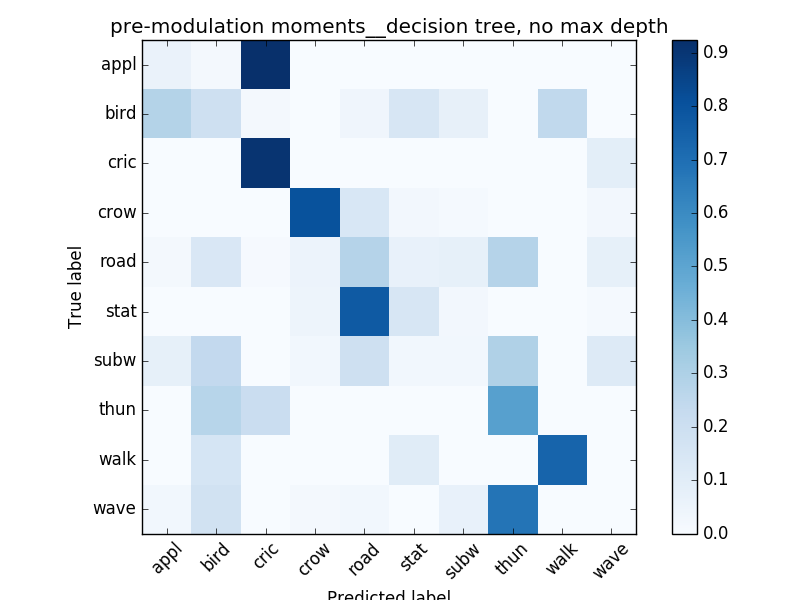 pre-modulation moments__decision tree, no max depth
appl
bird
cric
crow
road
stat
subw
thun
walk
wave
True label
appl bird cric crow road stat subw thun walk wave
Predicted label
0.9
0.8
0.7
0.6
0.5
0.4
0.3
0.2
0.1
0.0